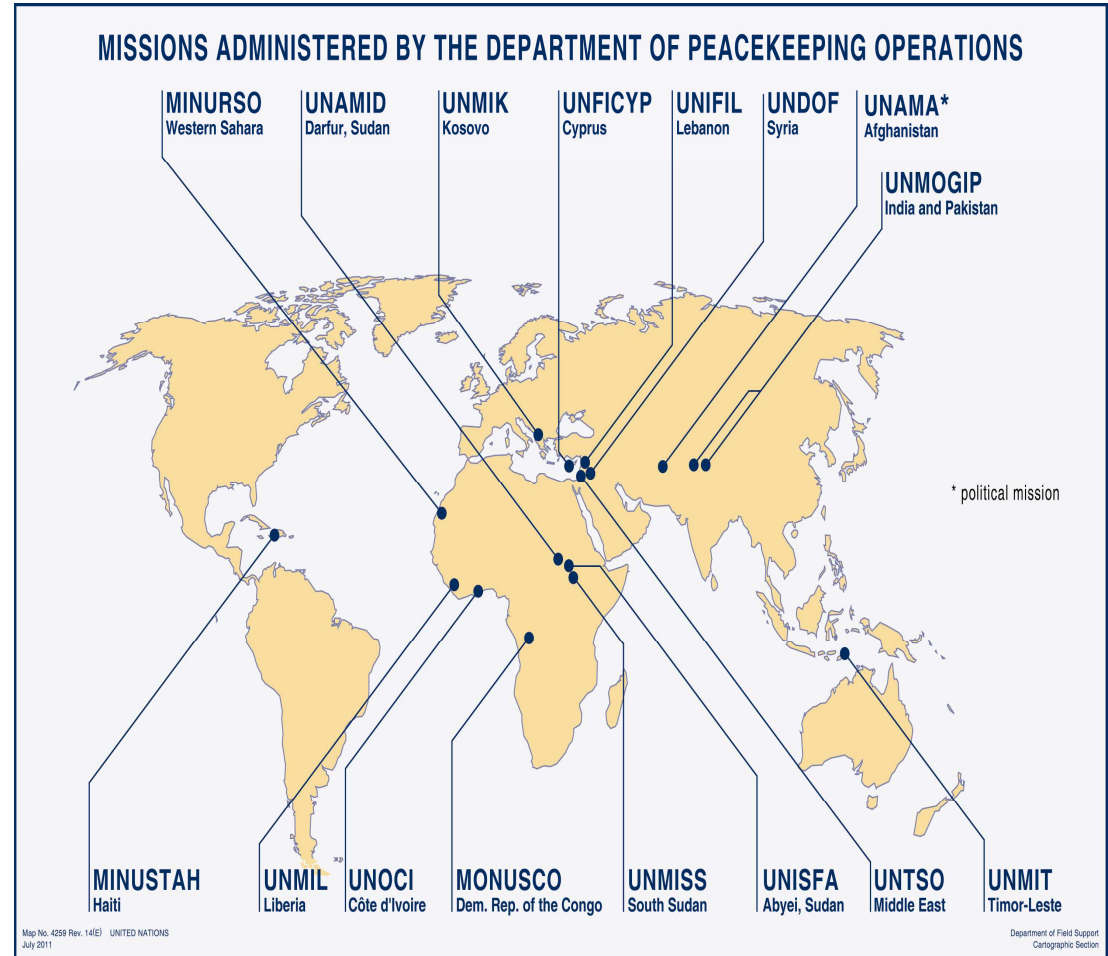 MISSIONS ADMINISTERED BY THE DEPARTMENT OF PEACEKEEPING OPERATIONS
MINURSO
Western Sahara
UNAMID
Darfur, Sudan
UNMIK
Kosovo
UNFICYP
Cyprus
UNIFIL
Lebanon
UNDOF
Syria
UNAMA*
Afghanistan
UNMOGIP
India and Pakistan
* political mission
MINUSTAH
Haiti
UNMIL
Liberia
UNOCI
Côte d'Ivoire
MONUSCO
Dem. Rep. of the Congo
UNMISS
South Sudan
UNISFA
Abyei, Sudan
UNTSO
Middle East
UNMIT
Timor-Leste
Map No. 4259 Rev. 14(E) UNITED NATIONS
July 2011
Department of Field Support
Cartographic Section